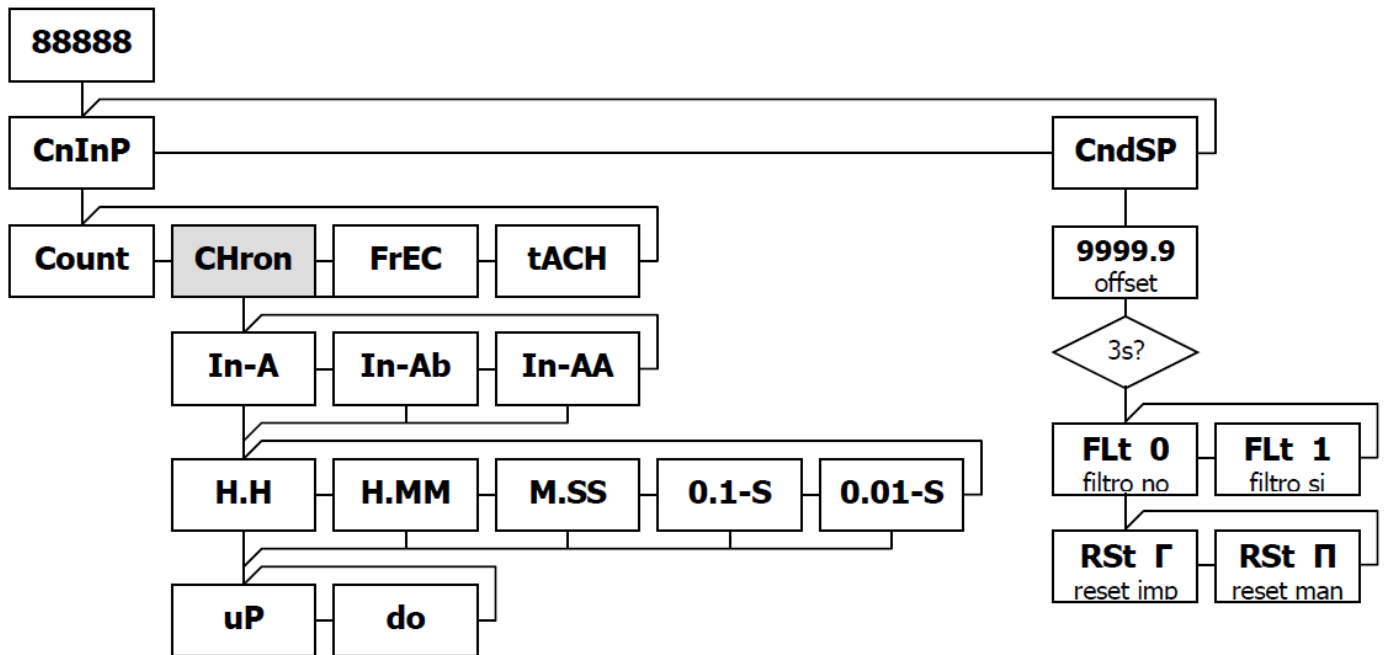 88888
CnInP
CndSP
Count
CHron
FrEC
tACH
9999.9
offset
In-A
In-Ab
In-AA
3s?
H.H
H.MM
M.SS
0.1-S
0.01-S
FLt 0
filtro no
FLt 1
filtro si
uP
do
RSt Γ
reset imp
RSt Π
reset man